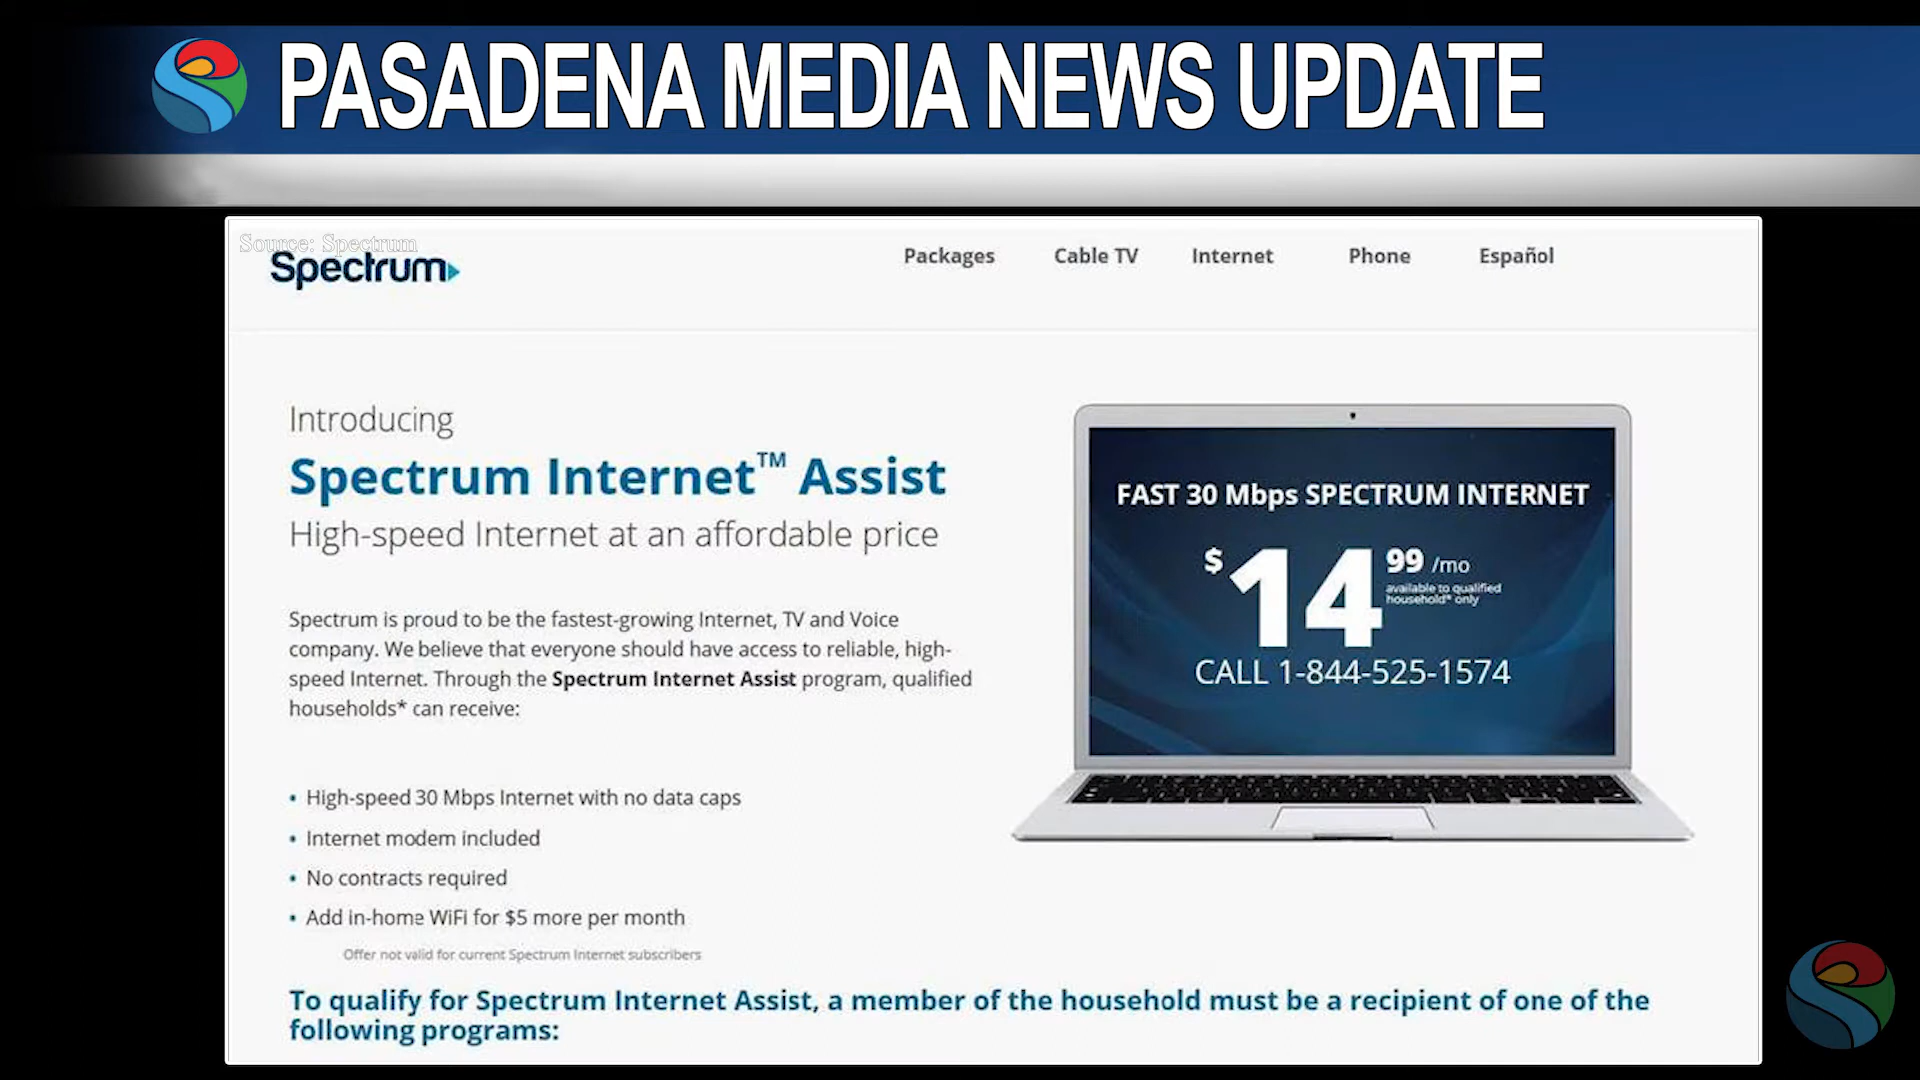 PASADENA MEDIA NEWS UPDATE
Source: Spectrum
Spectrum
Packages Cable TV Internet Phone Español
Introducing
Spectrum Internet™ Assist
High-speed Internet at an affordable price
Spectrum is proud to be the fastest-growing Internet, TV and Voice
company. We believe that everyone should have access to reliable, high-
speed Internet. Through the Spectrum Internet Assist program, qualified
households* can receive:
• High-speed 30 Mbps Internet with no data caps
• Internet modem included
• No contracts required
• Add in-home WiFi for $5 more per month
Offer not valid for current Spectrum Internet subscribers
FAST 30 Mbps SPECTRUM INTERNET
$14 99 /mo
available to qualified
household* only
CALL 1-844-525-1574
To qualify for Spectrum Internet Assist, a member of the household must be a recipient of one of the
following programs: